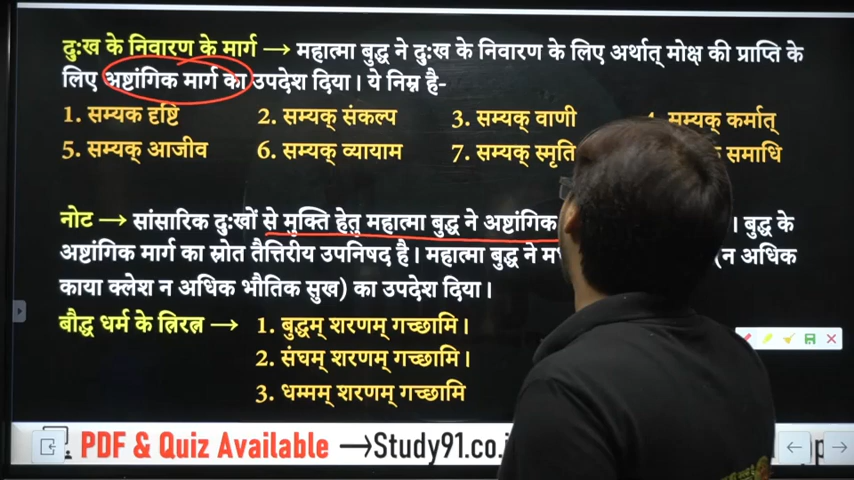 दुःख के निवारण के मार्ग → महात्मा बुद्ध ने दुःख के निवारण के लिए अर्थात् मोक्ष की प्राप्ति के
लिए अष्टांगिक मार्ग का उपदेश दिया। ये निम्न है-
1. सम्यक दृष्टि 2. सम्यक् संकल्प 3. सम्यक् वाणी 4. सम्यक् कर्मात्
5. सम्यक् आजीव 6. सम्यक् व्यायाम 7. सम्यक् स्मृति समाधि
नोट → सांसारिक दुःखों से मुक्ति हेतु महात्मा बुद्ध ने अष्टांगिक । बुद्ध के
अष्टांगिक मार्ग का स्रोत तैत्तिरीय उपनिषद है। महात्मा बुद्ध ने (न अधिक
काया क्लेश न अधिक भौतिक सुख) का उपदेश दिया।
बौद्ध धर्म के त्रिरत्न → 1. बुद्धम् शरणम् गच्छामि।
2. संघम् शरणम् गच्छामि।
3. धम्मम् शरणम् गच्छामि
PDF & Quiz Available →Study91.co.i